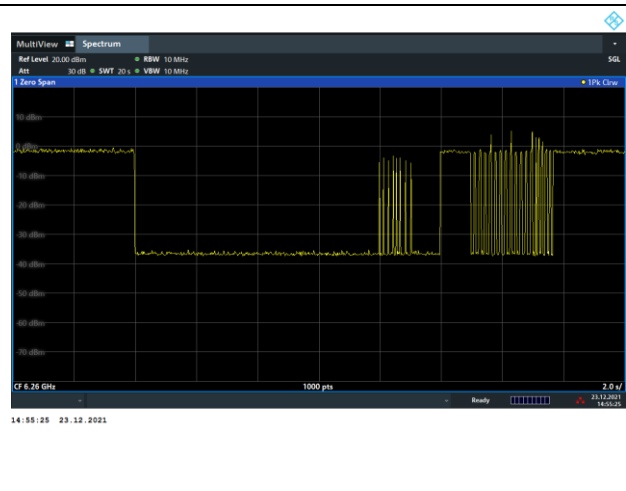 MultiView Spectrum
Ref Level 20.00 dBm RBW 10 MHz SGL
Att 30 dB SWT 20 s VBW 10 MHz
1 Zero Span 1Pk Clrw
10 dBm
0 dBm
-10 dBm
-20 dBm
-30 dBm
-40 dBm
-50 dBm
-60 dBm
-70 dBm
CF 6.26 GHz 1000 pts 2.0 s/
Ready 23.12.2021
14:55:25
14:55:25 23.12.2021